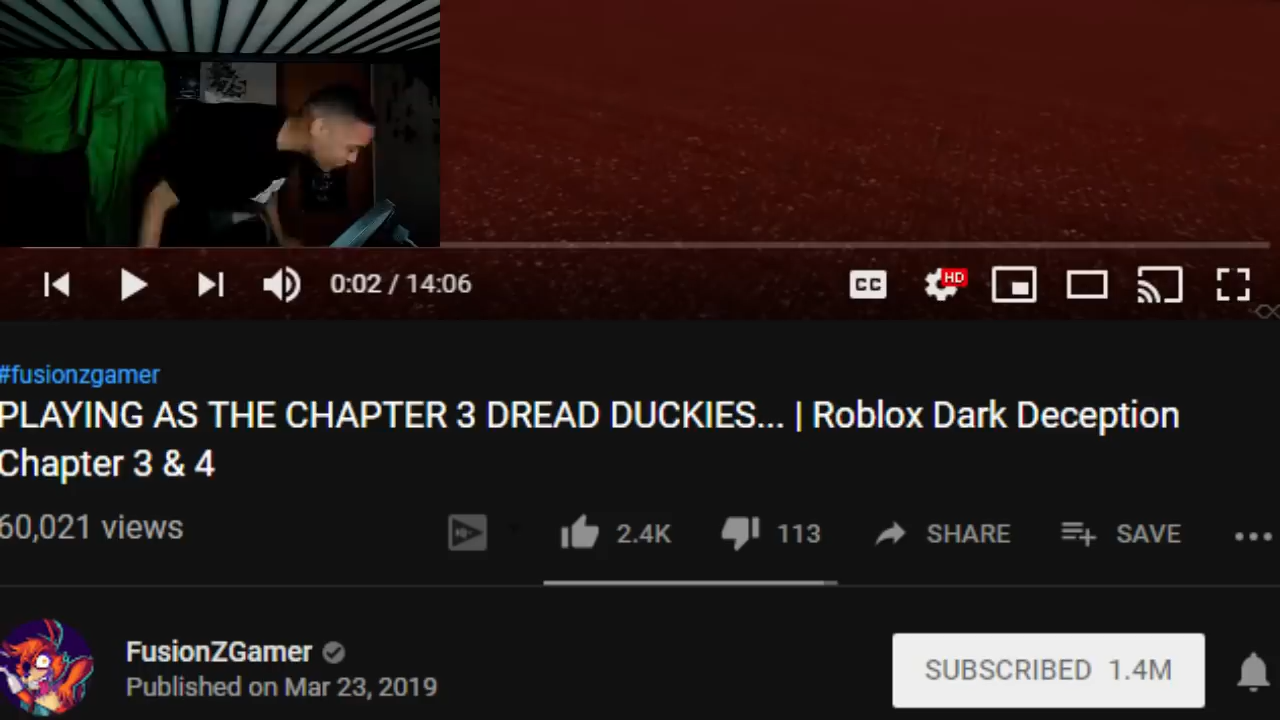 0:02 / 14:06
CC
HD
#fusionzgamer
PLAYING AS THE CHAPTER 3 DREAD DUCKIES... | Roblox Dark Deception
Chapter 3 & 4
60,021 views
2.4K
113
SHARE
SAVE
FusionZGamer
Published on Mar 23, 2019
SUBSCRIBED 1.4M